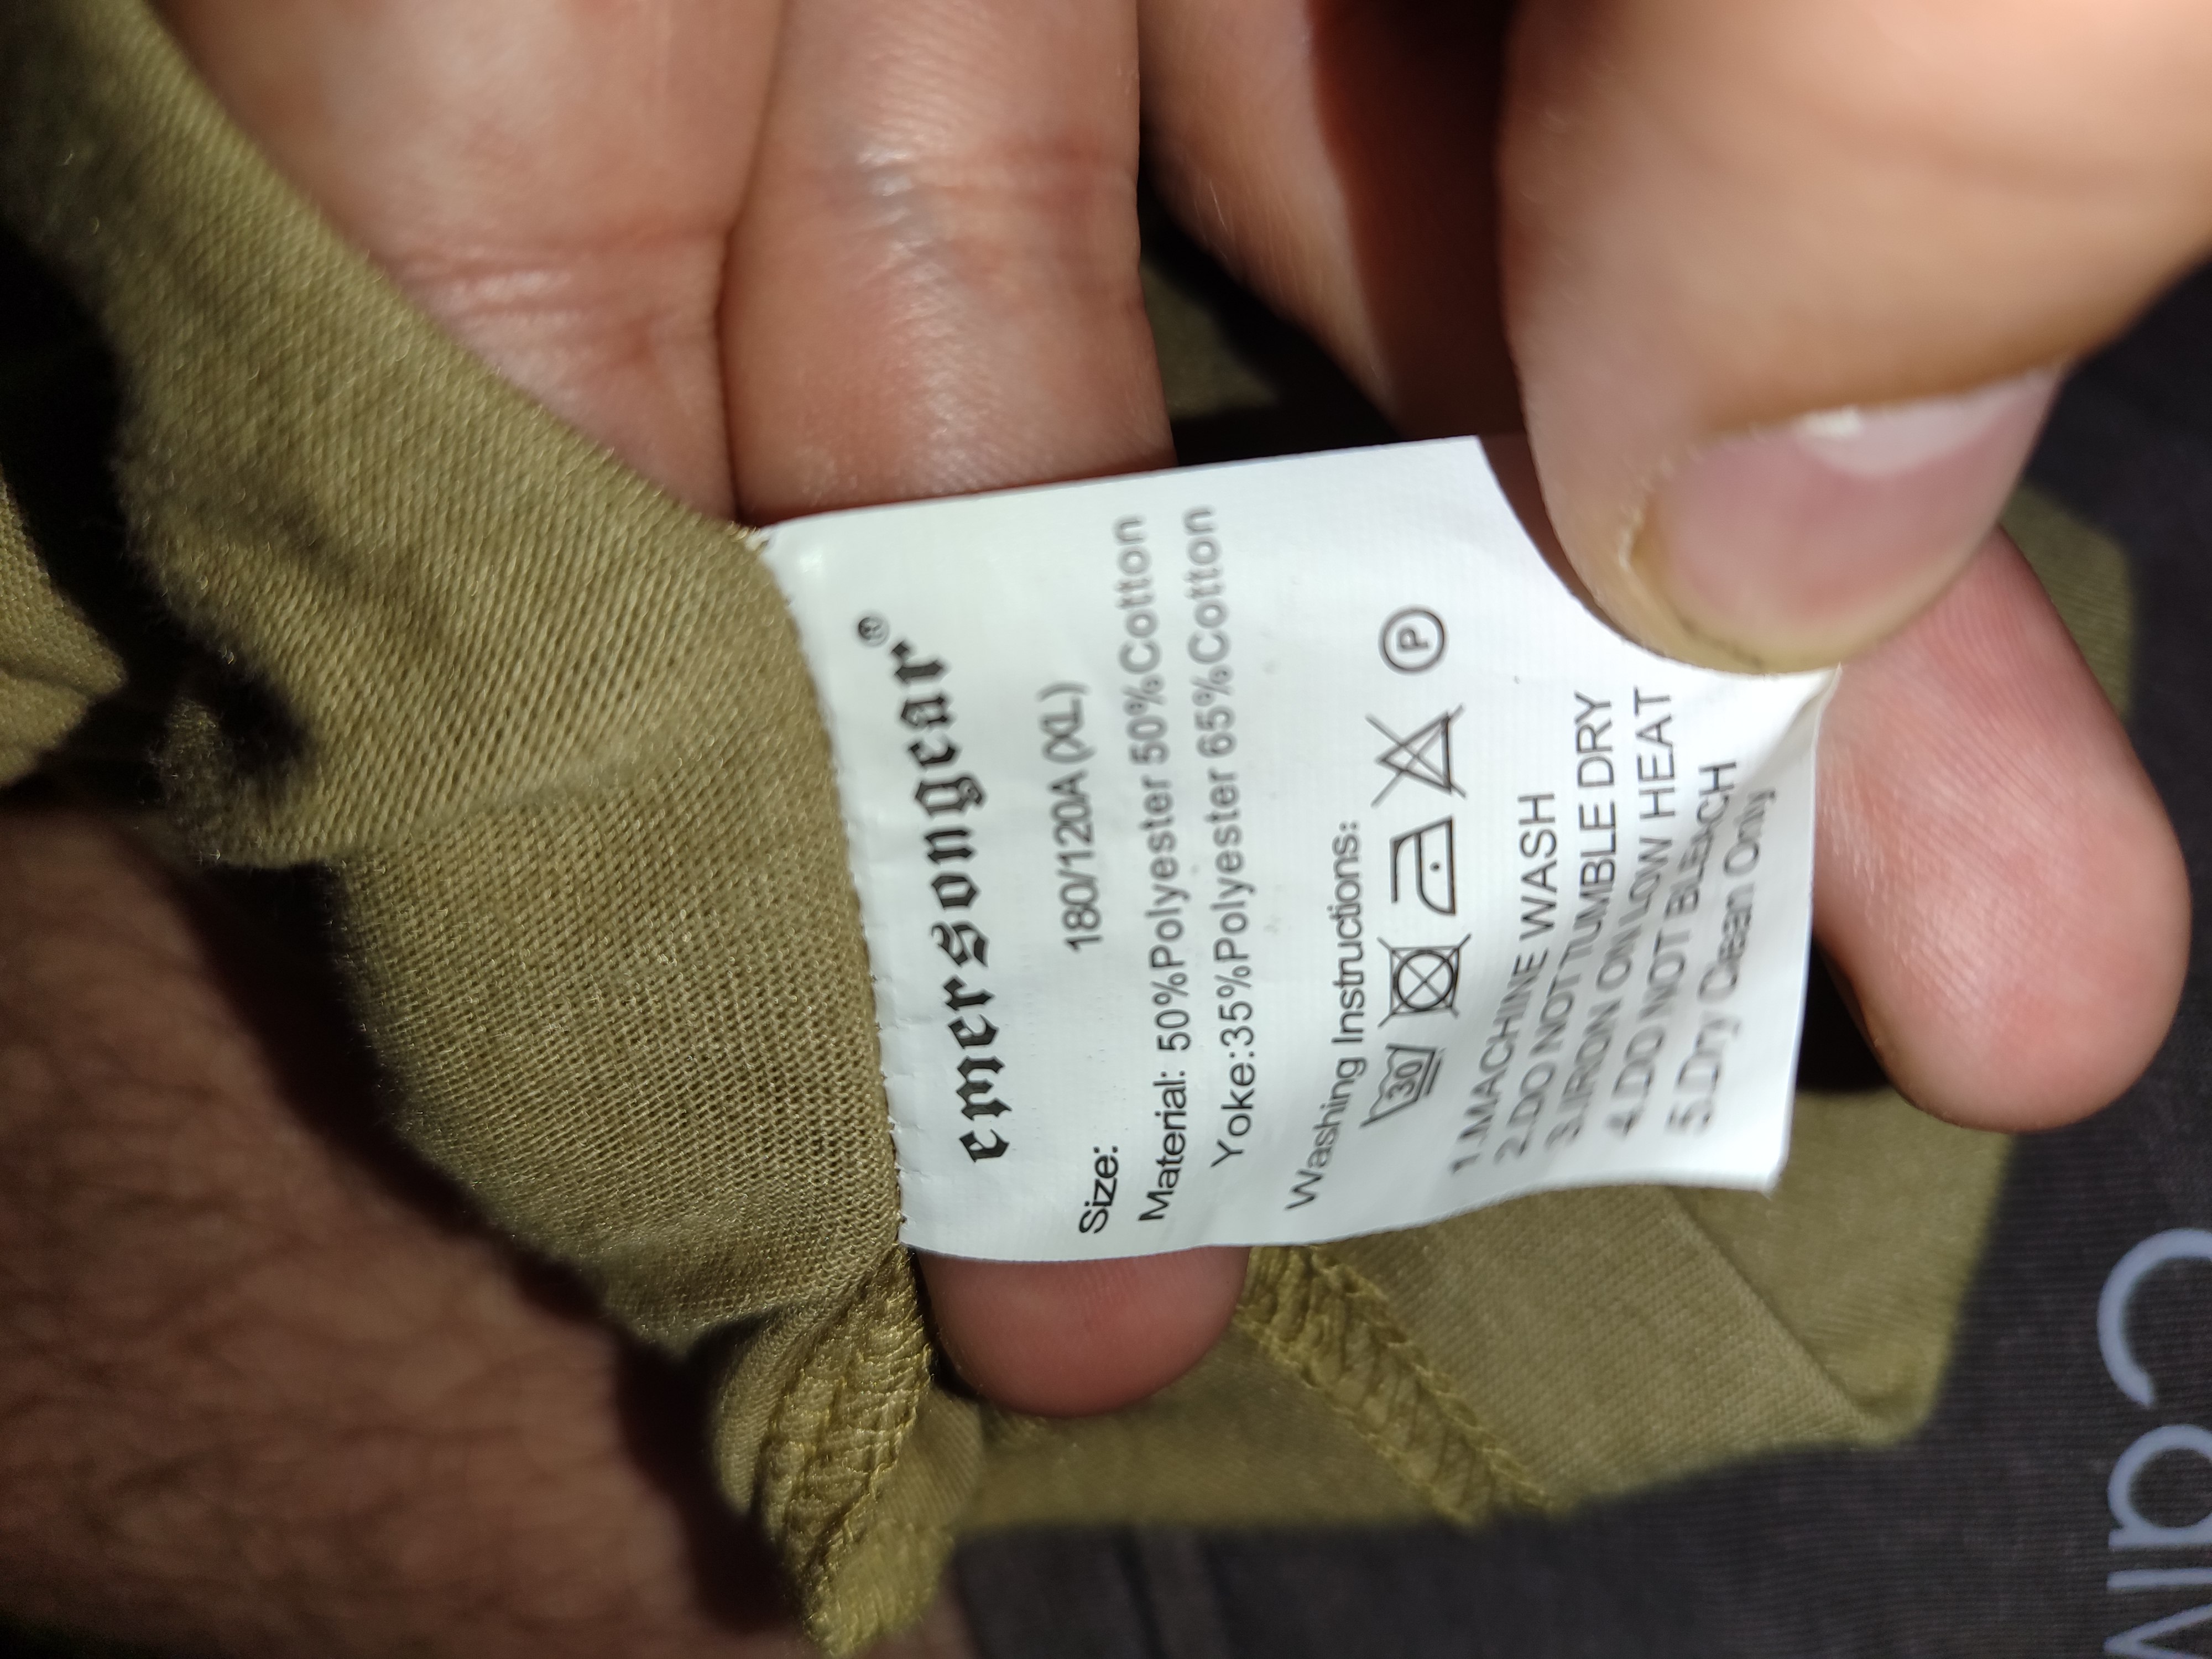 emersongear®
Size: 180/120A (XL)
Material: 50%Polyester 50%Cotton
Yoke:35%Polyester 65%Cotton
Washing Instructions:
30 P
1.MACHINE WASH
2.DO NOT TUMBLE DRY
3.IRION ON LOW HEAT
4.DO NOT BLEACH
5.Dry Clean Only